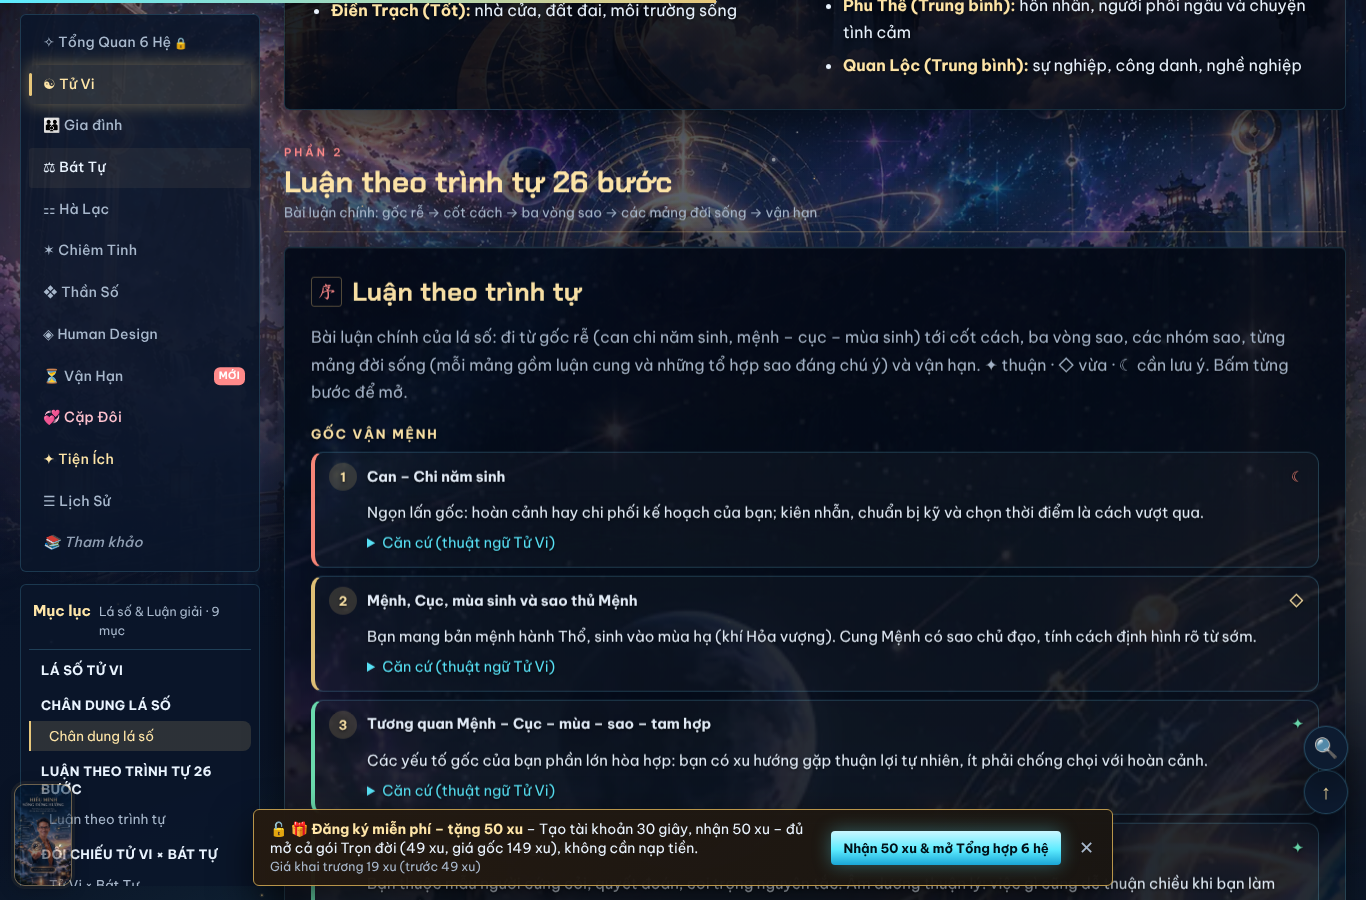 Tổng Quan 6 Hệ
Tử Vi
Gia đình
Bát Tự
Hà Lạc
Chiêm Tinh
Thần Số
Human Design
Vận Hạn MỚI
Cặp Đôi
Tiện Ích
Lịch Sử
Tham khảo
Mục lục Lá số & Luận giải · 9
mục
LÁ SỐ TỬ VI
CHÂN DUNG LÁ SỐ
Chân dung lá số
LUẬN THEO TRÌNH TỰ 26
BƯỚC
Luận theo trình tự
ĐỐI CHIẾU TỬ VI × BÁT TỰ
Tử Vi × Bát Tự
Điền Trạch (Tốt): nhà cửa, đất đai, môi trường sống
Phu Thê (Trung bình): hôn nhân, người phối ngẫu và chuyện
tình cảm
Quan Lộc (Trung bình): sự nghiệp, công danh, nghề nghiệp
PHẦN 2
Luận theo trình tự 26 bước
Bài luận chính: gốc rễ → cốt cách → ba vòng sao → các mảng đời sống → vận hạn
序 Luận theo trình tự
Bài luận chính của lá số: đi từ gốc rễ (can chi năm sinh, mệnh – cục – mùa sinh) tới cốt cách, ba vòng sao, các nhóm sao, từng
mảng đời sống (mỗi mảng gồm luận cung và những tổ hợp sao đáng chú ý) và vận hạn. ✦ thuận · ◇ vừa · ☾ cần lưu ý. Bấm từng
bước để mở.
GỐC VẬN MỆNH
1 Can – Chi năm sinh ☾
Ngọn lấn gốc: hoàn cảnh hay chi phối kế hoạch của bạn; kiên nhẫn, chuẩn bị kỹ và chọn thời điểm là cách vượt qua.
▶ Căn cứ (thuật ngữ Tử Vi)
2 Mệnh, Cục, mùa sinh và sao thủ Mệnh ◇
Bạn mang bản mệnh hành Thổ, sinh vào mùa hạ (khí Hỏa vượng). Cung Mệnh có sao chủ đạo, tính cách định hình rõ từ sớm.
▶ Căn cứ (thuật ngữ Tử Vi)
3 Tương quan Mệnh – Cục – mùa – sao – tam hợp ✦
Các yếu tố gốc của bạn phần lớn hòa hợp: bạn có xu hướng gặp thuận lợi tự nhiên, ít phải chống chọi với hoàn cảnh.
▶ Căn cứ (thuật ngữ Tử Vi)
✦
thuận chiều khi bạn làm
Đăng ký miễn phí – tặng 50 xu – Tạo tài khoản 30 giây, nhận 50 xu – đủ
mở cả gói Trọn đời (49 xu, giá gốc 149 xu), không cần nạp tiền.
Giá khai trương 19 xu (trước 49 xu)
Nhận 50 xu & mở Tổng hợp 6 hệ ✕